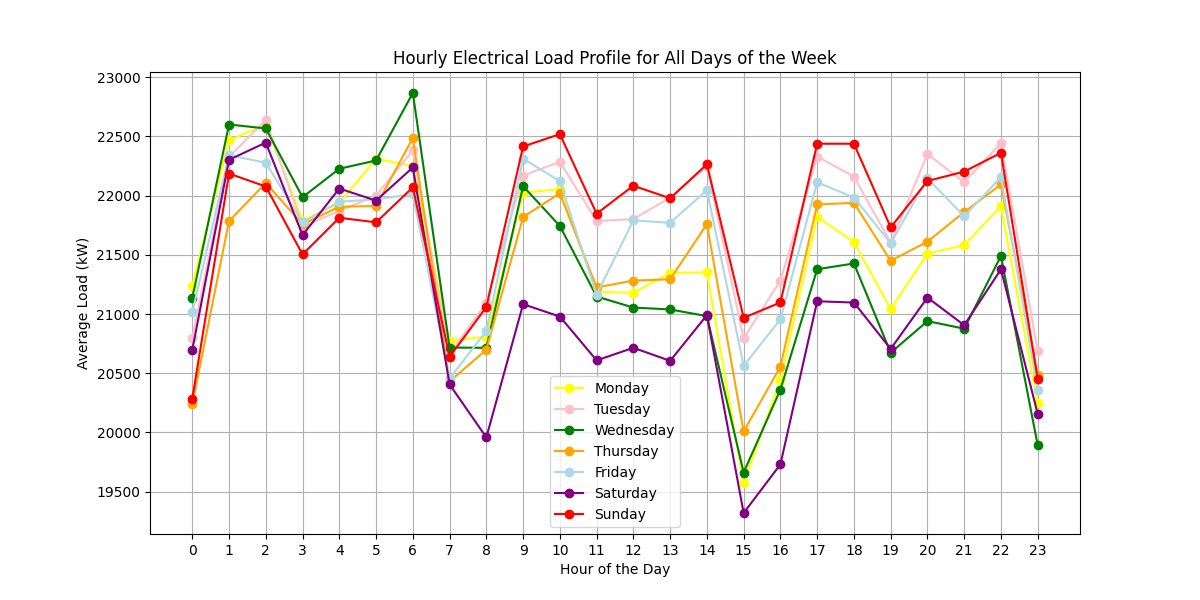 Hourly Electrical Load Profile for All Days of the Week
Average Load (kW)
23000
22500
22000
21500
21000
20500
20000
19500
Monday
Tuesday
Wednesday
Thursday
Friday
Saturday
Sunday
0 1 2 3 4 5 6 7 8 9 10 11 12 13 14 15 16 17 18 19 20 21 22 23
Hour of the Day